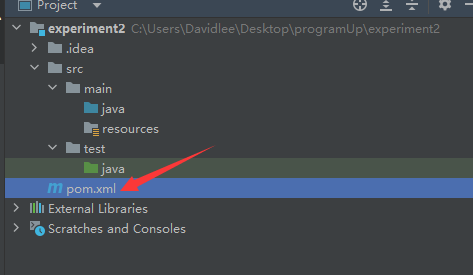 Project
experiment2 C:\Users\Davidlee\Desktop\programUp\experiment2
.idea
src
main
java
resources
test
java
pom.xml
External Libraries
Scratches and Consoles